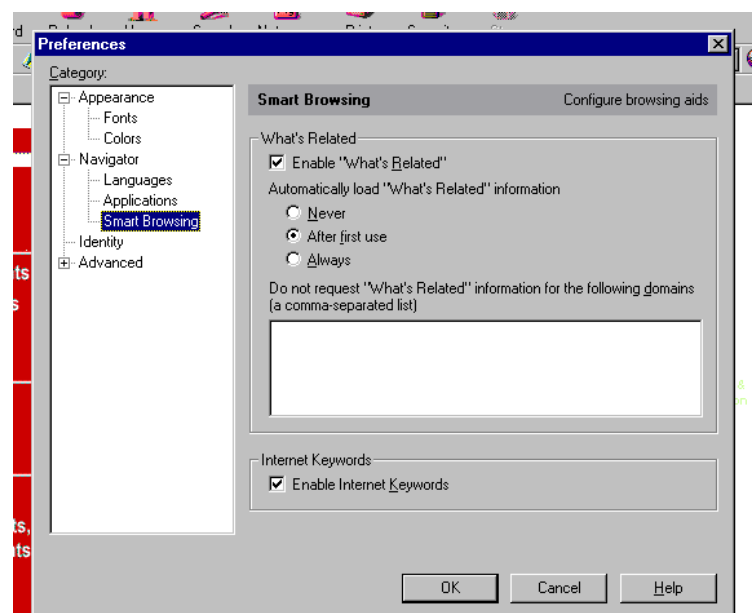 Preferences
Category:
Appearance
Fonts
Colors
Navigator
Languages
Applications
Smart Browsing
Identity
Advanced
Smart Browsing Configure browsing aids
What's Related
Enable "What's Related"
Automatically load "What's Related" information
Never
After first use
Always
Do not request "What's Related" information for the following domains
(a comma-separated list)
Internet Keywords
Enable Internet Keywords
OK Cancel Help